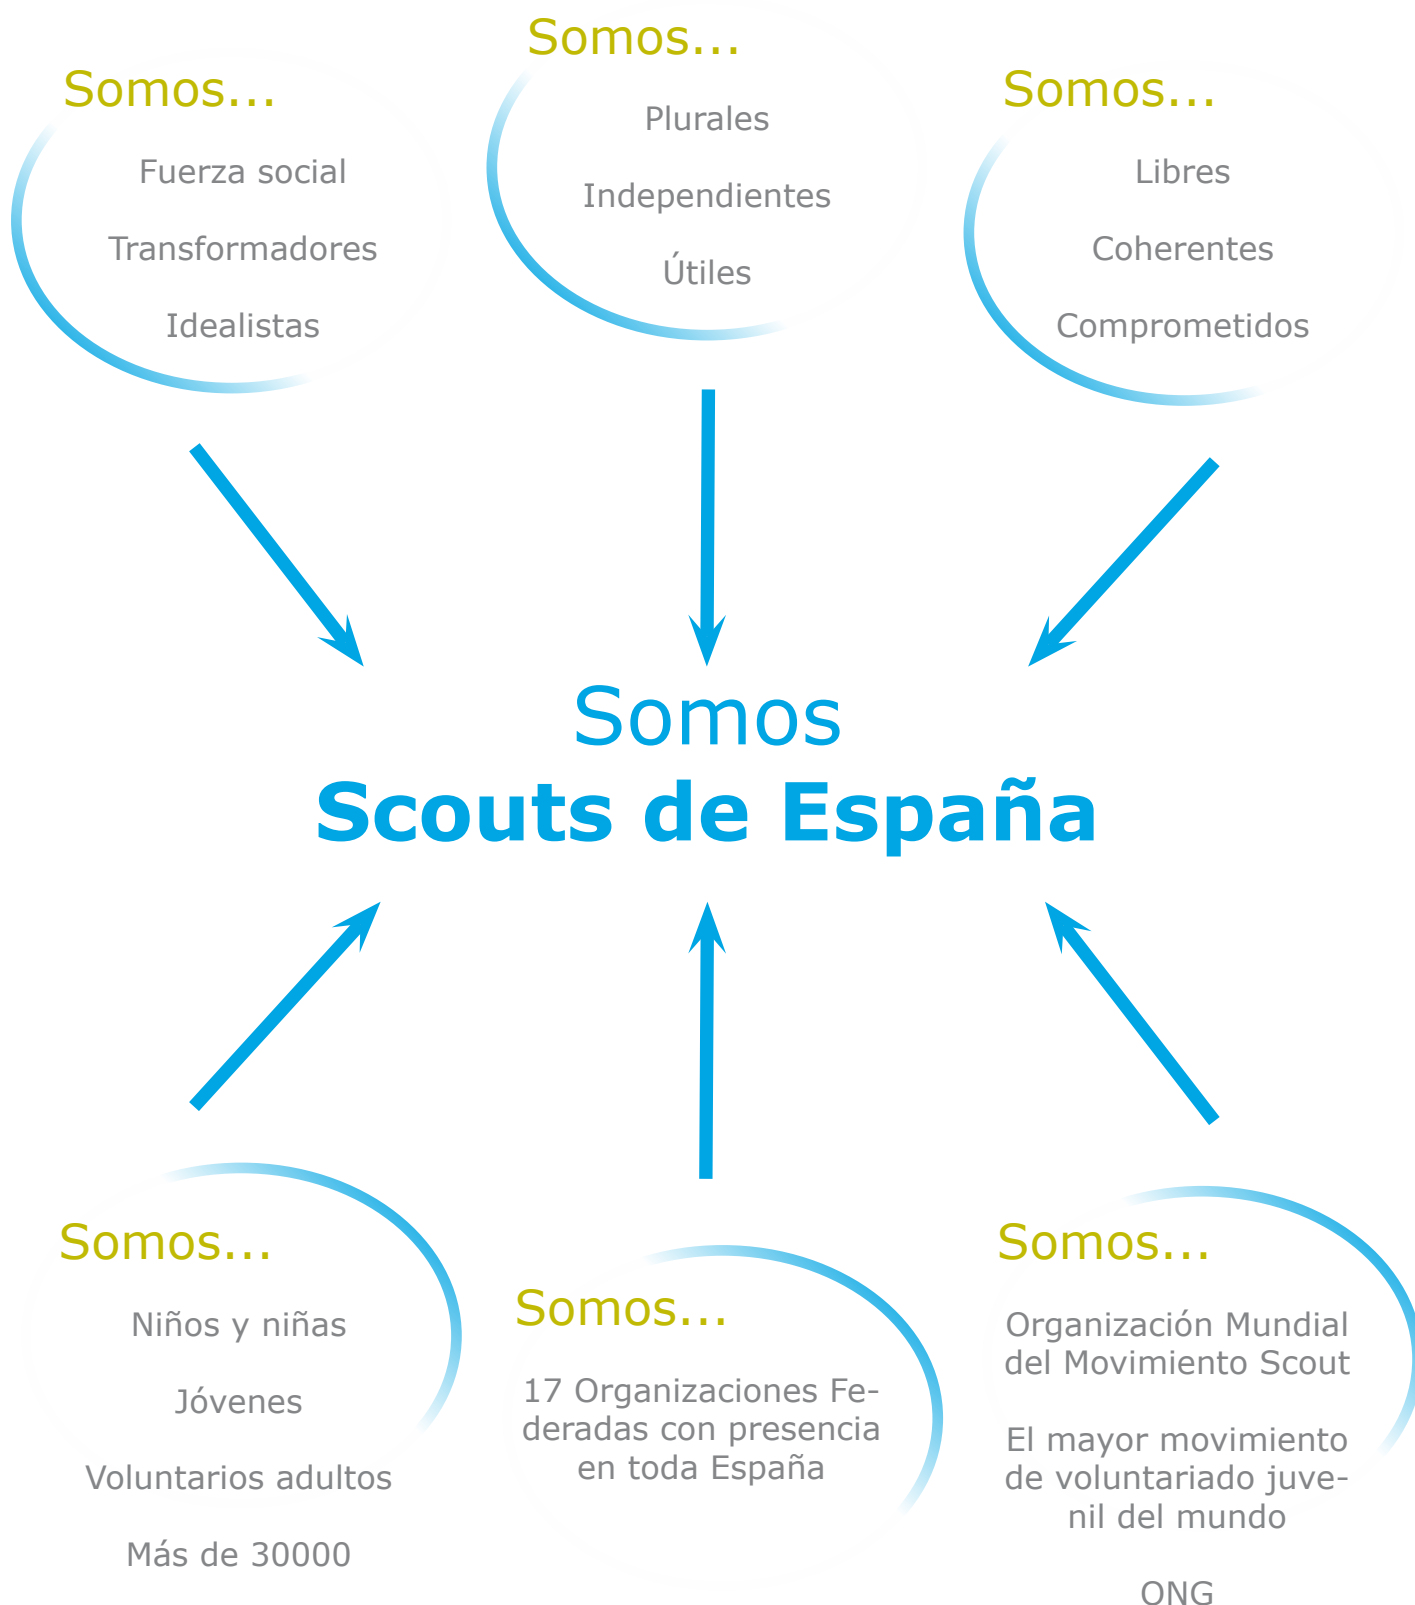 Somos...
Fuerza social
Transformadores
Idealistas
Somos...
Plurales
Independientes
Útiles
Somos...
Libres
Coherentes
Comprometidos
Somos
Scouts de España
Somos...
Niños y niñas
Jóvenes
Voluntarios adultos
Más de 30000
Somos...
17 Organizaciones Fe-
deradas con presencia
en toda España
Somos...
Organización Mundial
del Movimiento Scout
El mayor movimiento
de voluntariado juve-
nil del mundo
ONG